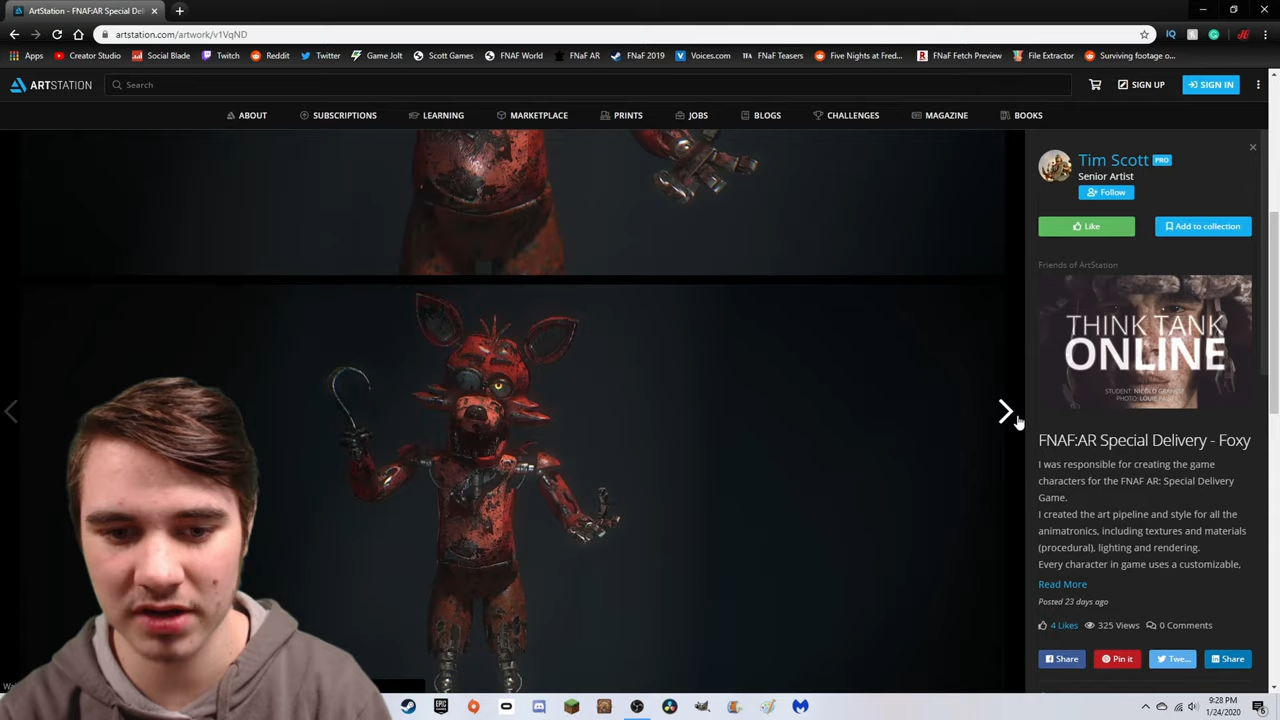 ArtStation - FNAF:AR Special Del
artstation.com/artwork/v1VqND
Apps Creator Studio Social Blade Twitch Reddit Twitter Game Jolt Scott Games FNAF World FNaF AR FNaF 2019 Voices.com FNaF Teasers Five Nights at Fred... FNaF Fetch Preview File Extractor Surviving footage o...
ARTSTATION Search SIGN UP SIGN IN
ABOUT SUBSCRIPTIONS LEARNING MARKETPLACE PRINTS JOBS BLOGS CHALLENGES MAGAZINE BOOKS
Tim Scott PRO
Senior Artist
Follow
Like Add to collection
Friends of ArtStation
THINK TANK
ONLINE
FNAF:AR Special Delivery - Foxy
I was responsible for creating the game
characters for the FNAF AR: Special Delivery
Game.
I created the art pipeline and style for all the
animatronics, including textures and materials
(procedural), lighting and rendering.
Every character in game uses a customizable,
Read More
Posted 23 days ago
4 Likes 325 Views 0 Comments
Share Pin it Twe... Share
9:28 PM
1/24/2020